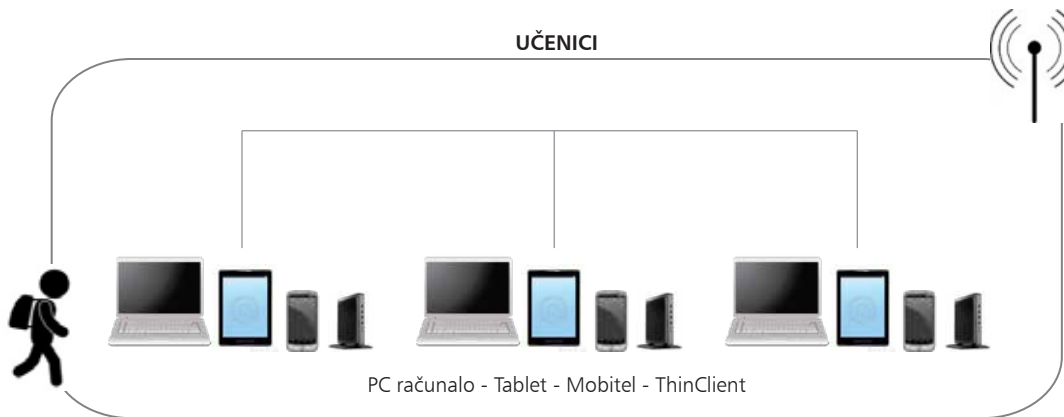 UČENICI
PC računalo - Tablet - Mobitel - ThinClient